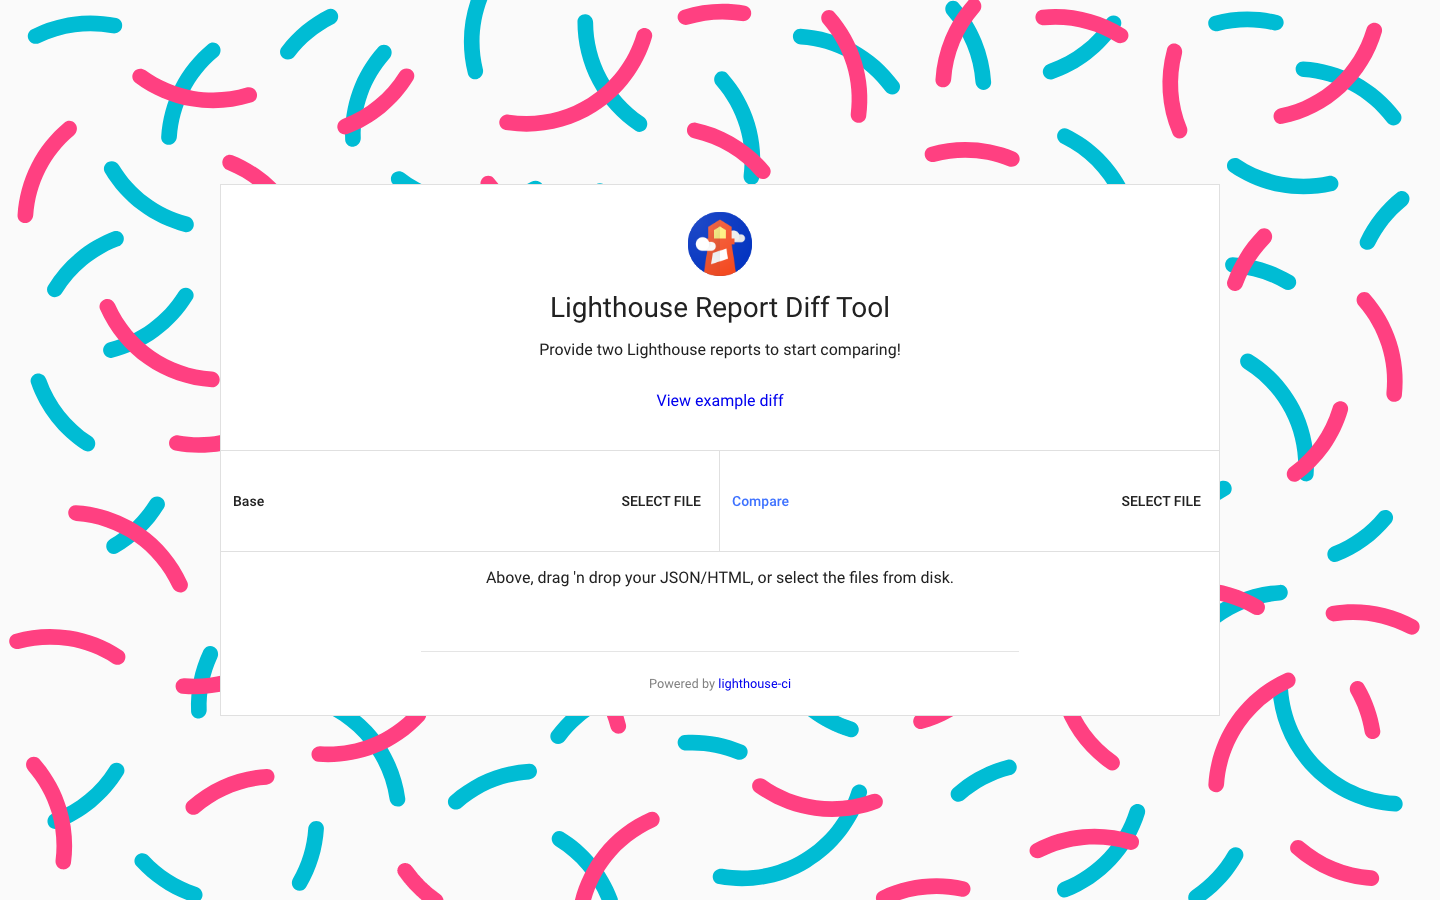 Lighthouse Report Diff Tool
Provide two Lighthouse reports to start comparing!
View example diff
Base
SELECT FILE
Compare
SELECT FILE
Above, drag 'n drop your JSON/HTML, or select the files from disk.
Powered by lighthouse-ci